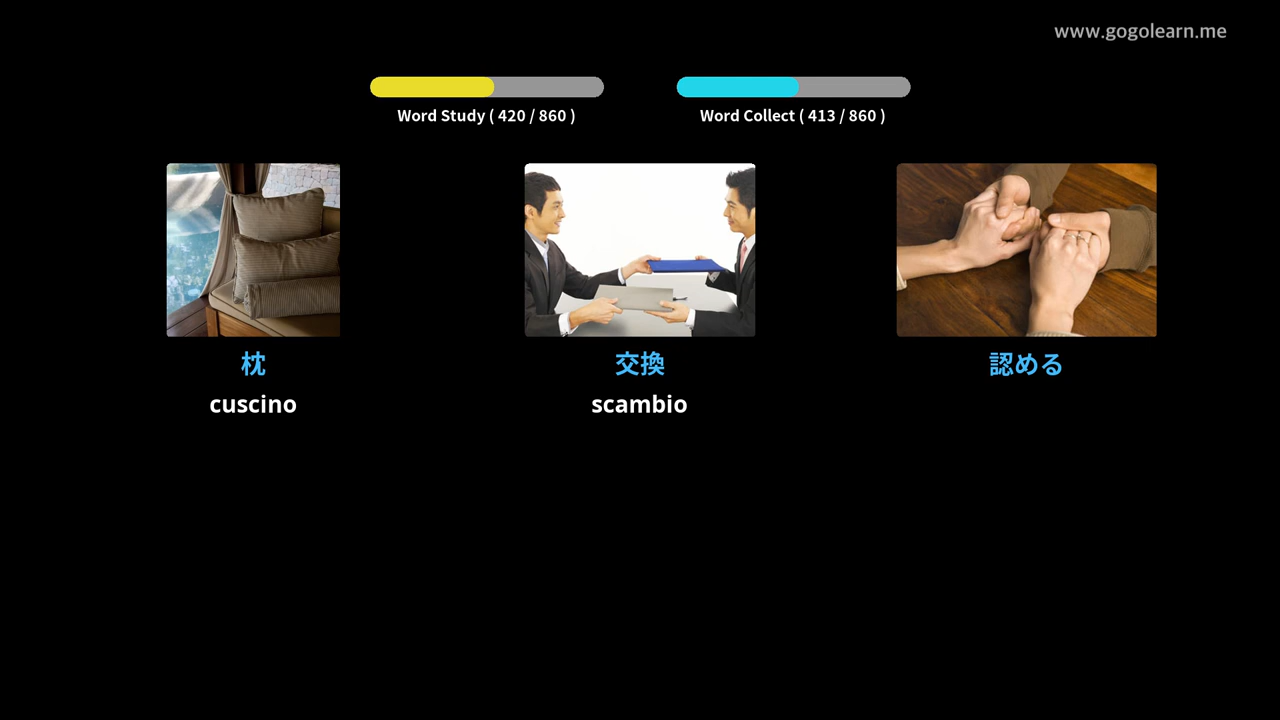 www.gogolearn.me
Word Study ( 420 / 860 )
Word Collect ( 413 / 860 )
枕
cuscino
交換
scambio
認める